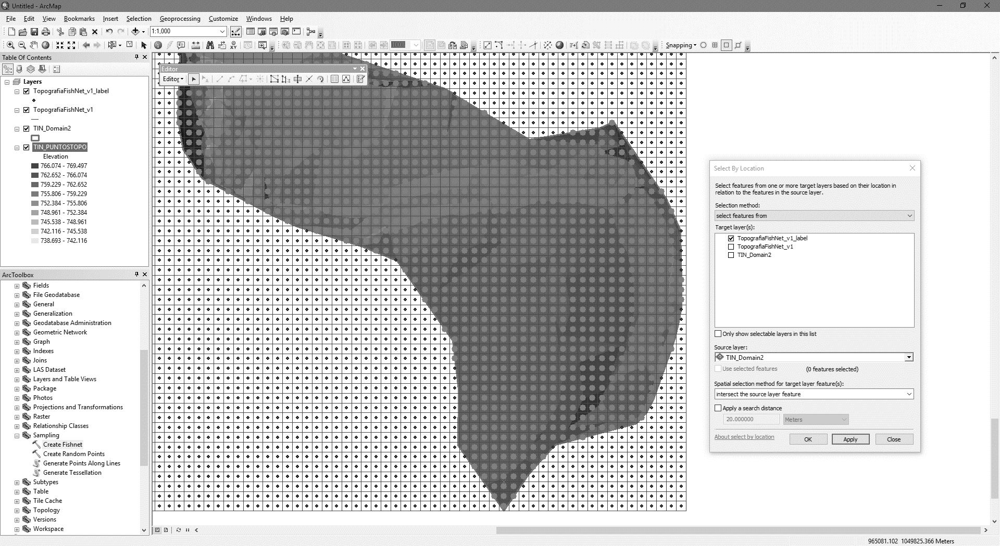 Untitled - ArcMap
File Edit View Bookmarks Insert Selection Geoprocessing Customize Windows Help
1:1,000
100%
Snapping
Table Of Contents
Layers
TopografiaFishNet_v1_label
TopografiaFishNet_v1
TIN_Domain2
TIN_PUNTOSTOPO
Elevation
766.074 - 769.497
762.652 - 766.074
759.229 - 762.652
755.806 - 759.229
752.384 - 755.806
748.961 - 752.384
745.538 - 748.961
742.116 - 745.538
738.693 - 742.116
ArcToolbox
Fields
File Geodatabase
General
Generalization
Geodatabase Administration
Geometric Network
Graph
Indexes
Joins
LAS Dataset
Layers and Table Views
Package
Photos
Projections and Transformations
Raster
Relationship Classes
Sampling
Create Fishnet
Create Random Points
Generate Points Along Lines
Generate Tessellation
Subtypes
Table
Tile Cache
Topology
Versions
Workspace
Editor
Editor
Select By Location
Select features from one or more target layers based on their location in
relation to the features in the source layer.
Selection method:
select features from
Target layer(s):
TopografiaFishNet_v1_label
TopografiaFishNet_v1
TIN_Domain2
Only show selectable layers in this list
Source layer:
TIN_Domain2
Use selected features (0 features selected)
Spatial selection method for target layer feature(s):
intersect the source layer feature
Apply a search distance
20.000000 Meters
About select by location OK Apply Close
965081.102 1049825.366 Meters